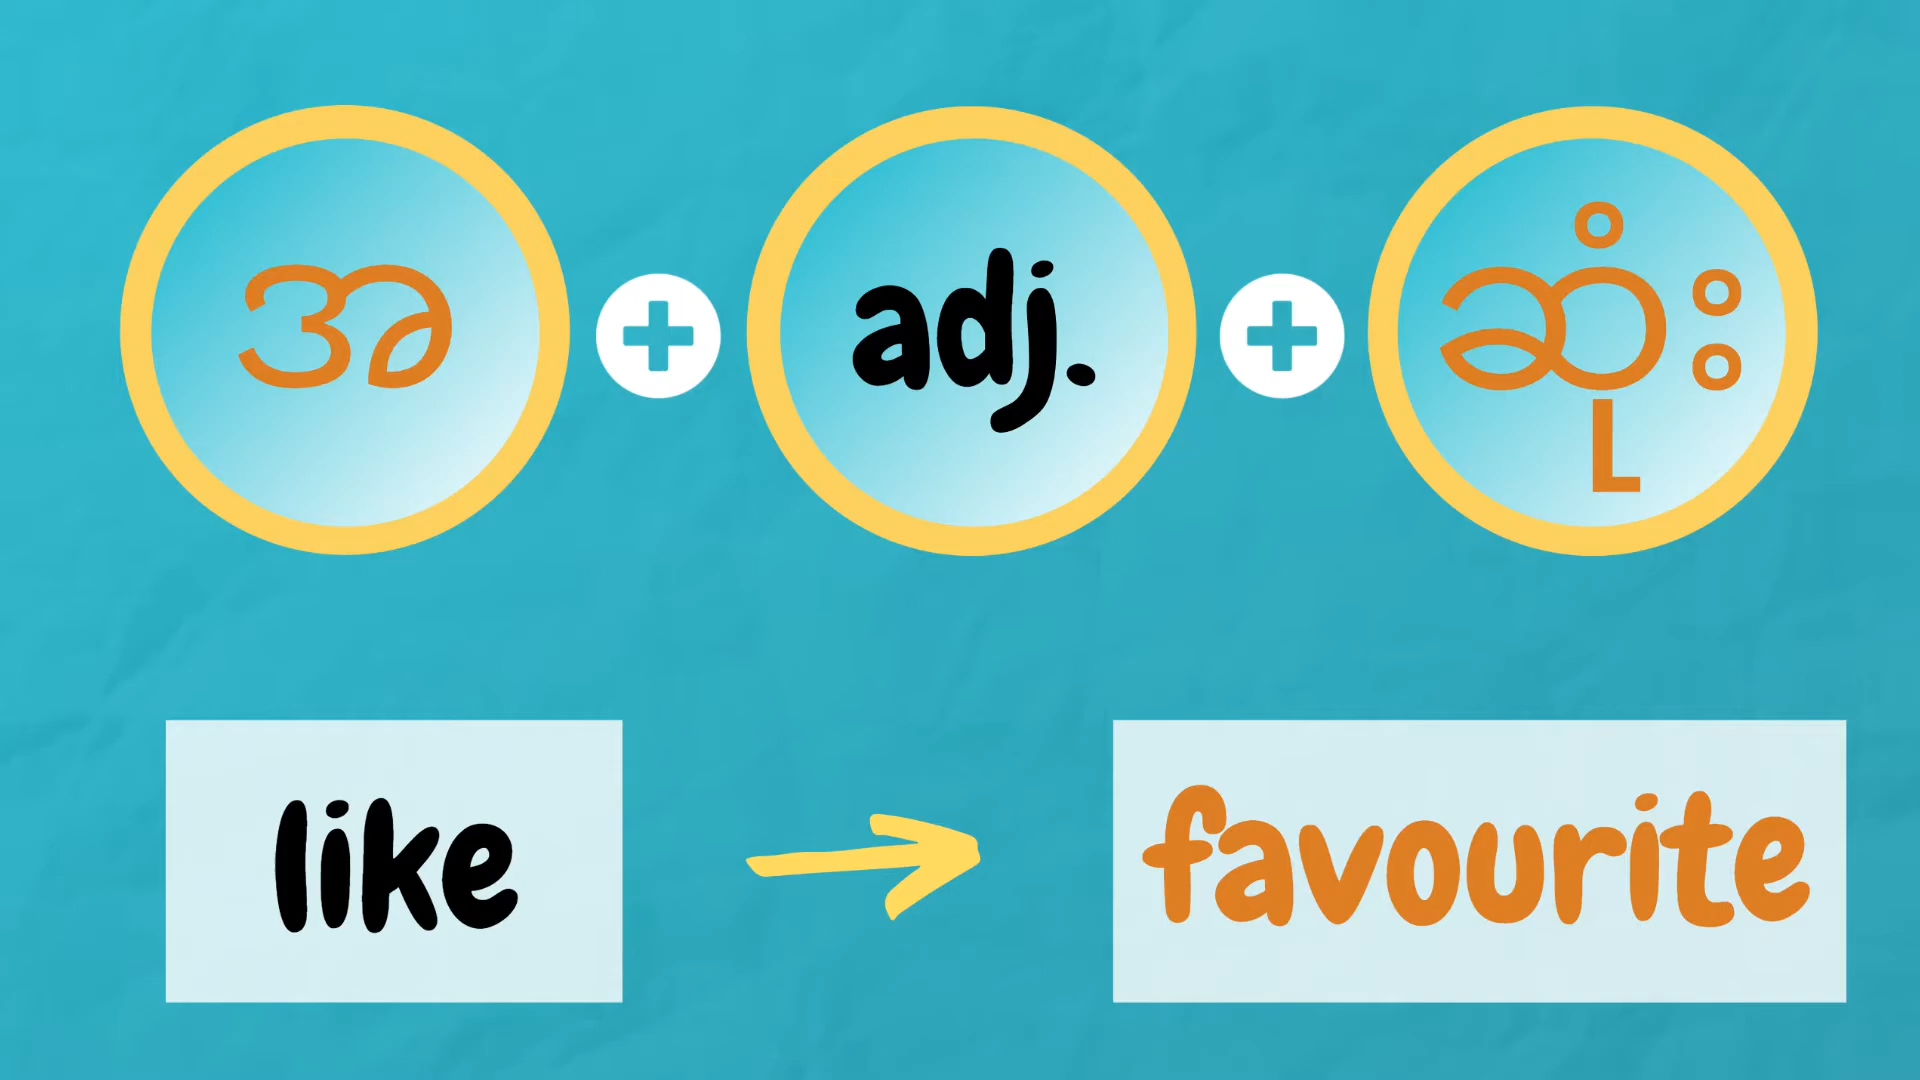 အ + adj. + ဆုံး
like → favourite